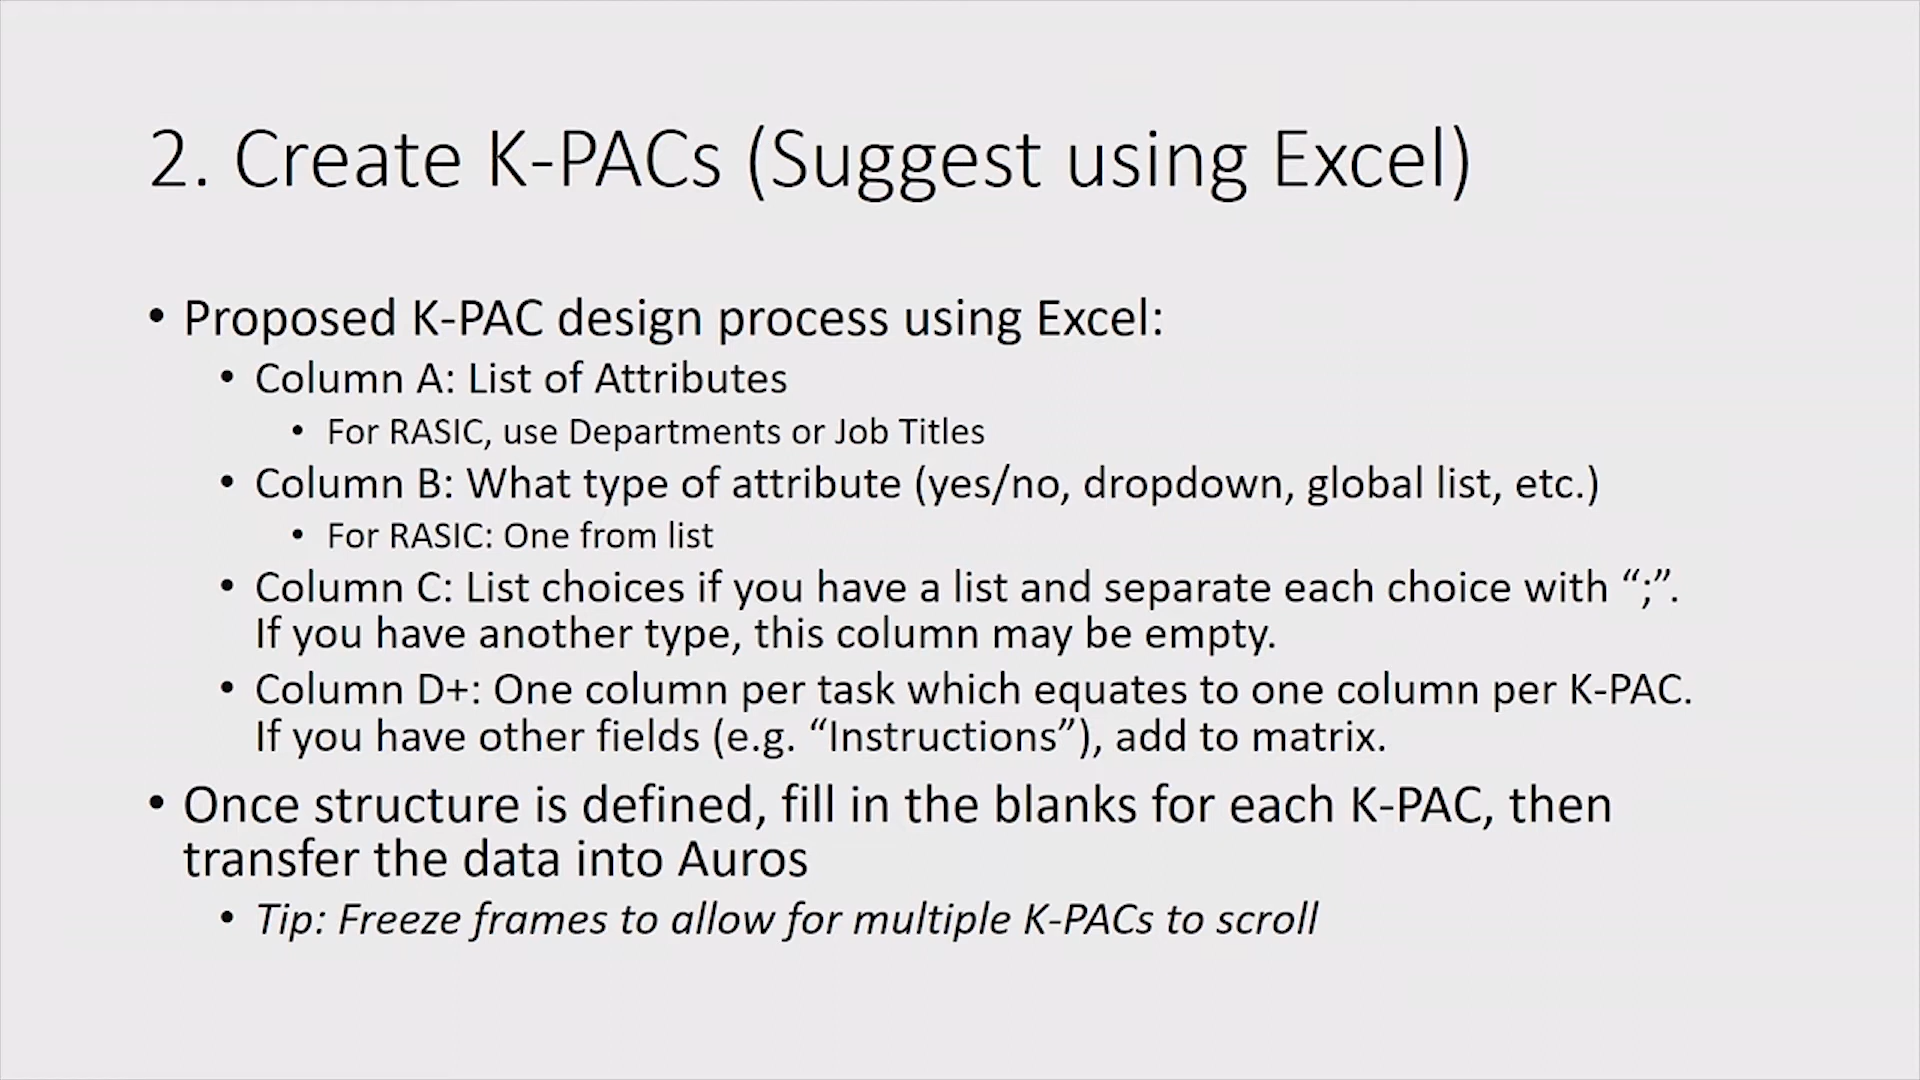 2. Create K-PACs (Suggest using Excel)
• Proposed K-PAC design process using Excel:
• Column A: List of Attributes
• For RASIC, use Departments or Job Titles
• Column B: What type of attribute (yes/no, dropdown, global list, etc.)
• For RASIC: One from list
• Column C: List choices if you have a list and separate each choice with “;”.
If you have another type, this column may be empty.
• Column D+: One column per task which equates to one column per K-PAC.
If you have other fields (e.g. “Instructions”), add to matrix.
• Once structure is defined, fill in the blanks for each K-PAC, then
transfer the data into Auros
• Tip: Freeze frames to allow for multiple K-PACs to scroll